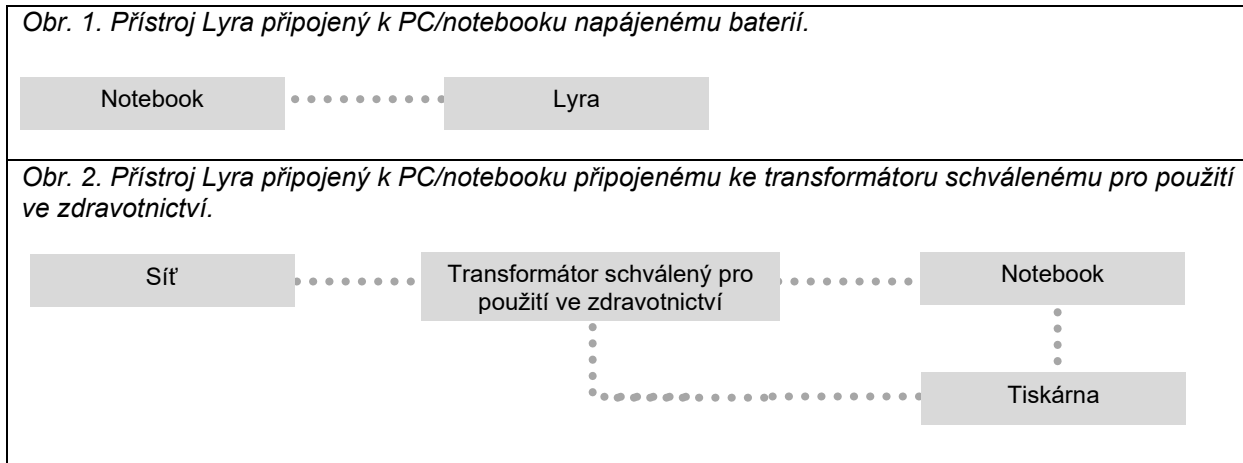 Obr. 1. Přístroj Lyra připojený k PC/notebooku napájenému baterií.
Notebook
Lyra
Obr. 2. Přístroj Lyra připojený k PC/notebooku připojenému ke transformátoru schválenému pro použití
ve zdravotnictví.
Síť
Transformátor schválený pro
použití ve zdravotnictví
Notebook
Tiskárna